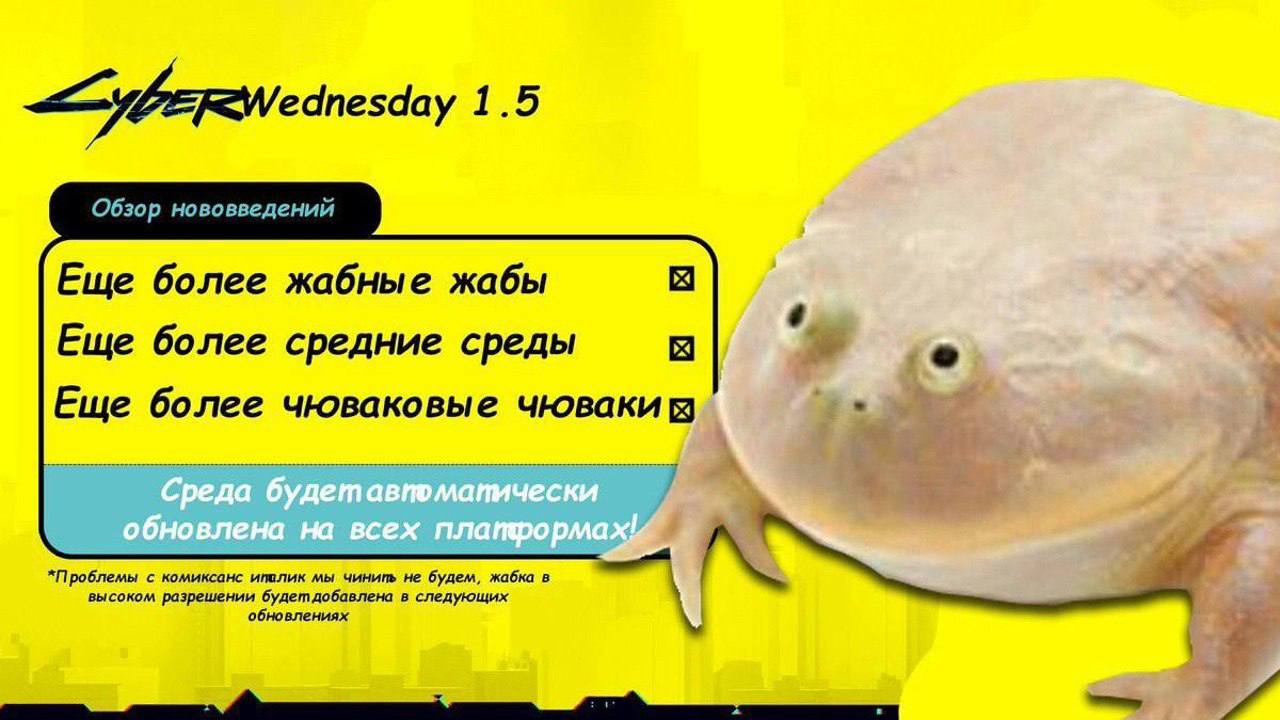 CyberWednesday 1.5
Обзор нововведений
Еще более жабные жабы
Еще более средние среды
Еще более чюваковые чюваки
Среда будет автоматически
обновлена на всех платформах!
*Проблемы с комиксанс италик мы чинить не будем, жабка в
высоком разрешении будет добавлена в следующих
обновлениях